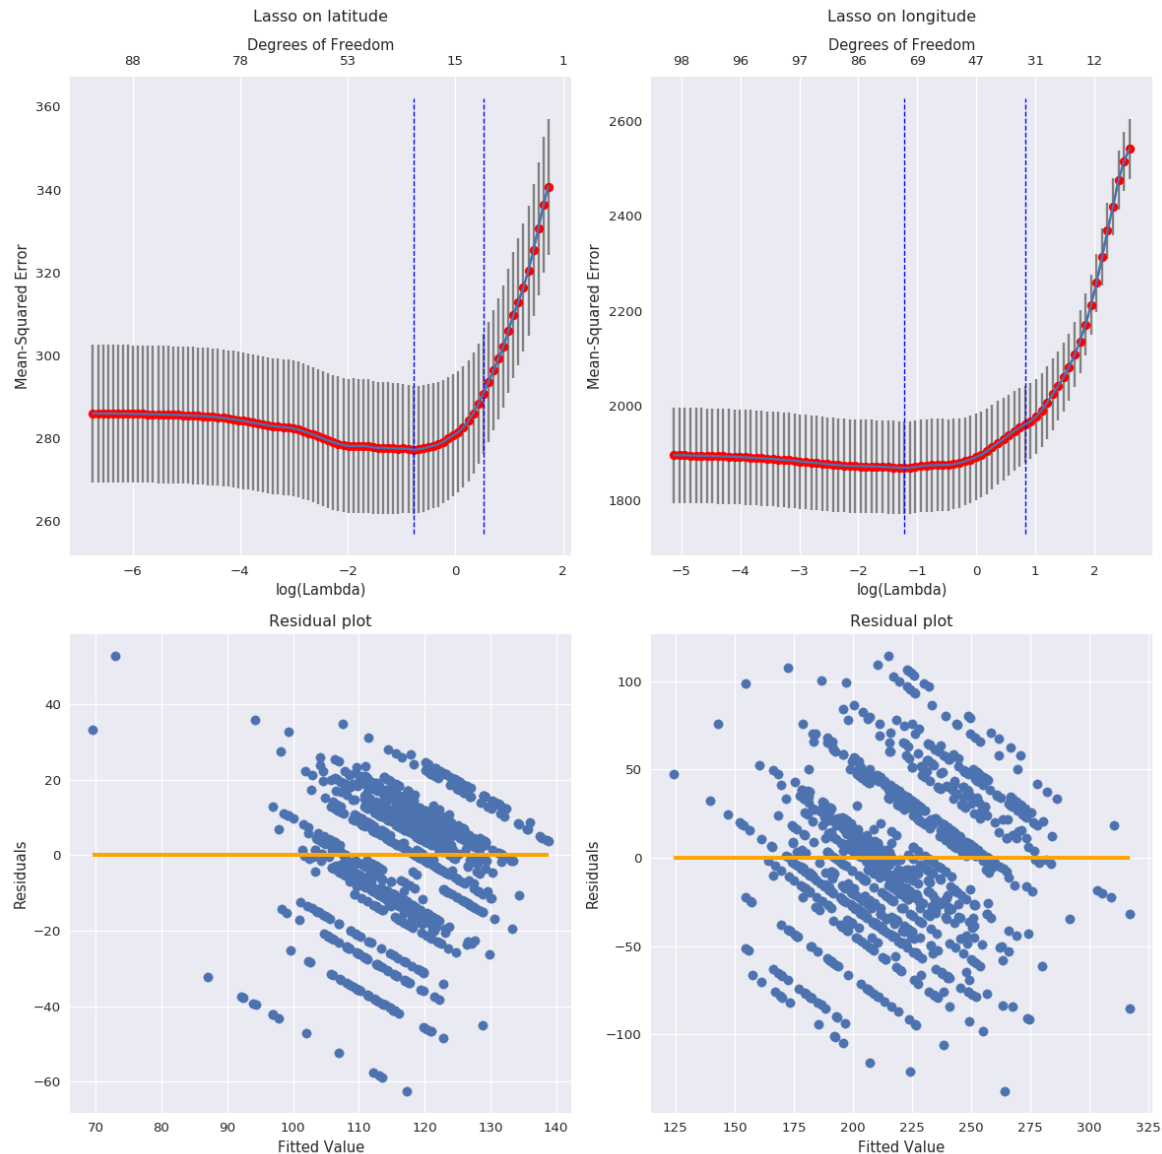 Lasso on latitude
Degrees of Freedom
88 78 53 15 1
360
340
320
300
280
260
Mean-Squared Error
−6 −4 −2 0 2
log(Lambda)
Lasso on longitude
Degrees of Freedom
98 96 97 86 69 47 31 12
2600
2400
2200
2000
1800
Mean-Squared Error
−5 −4 −3 −2 −1 0 1 2
log(Lambda)
Residual plot
40
20
0
−20
−40
−60
Residuals
70 80 90 100 110 120 130 140
Fitted Value
Residual plot
100
50
0
−50
−100
Residuals
125 150 175 200 225 250 275 300 325
Fitted Value